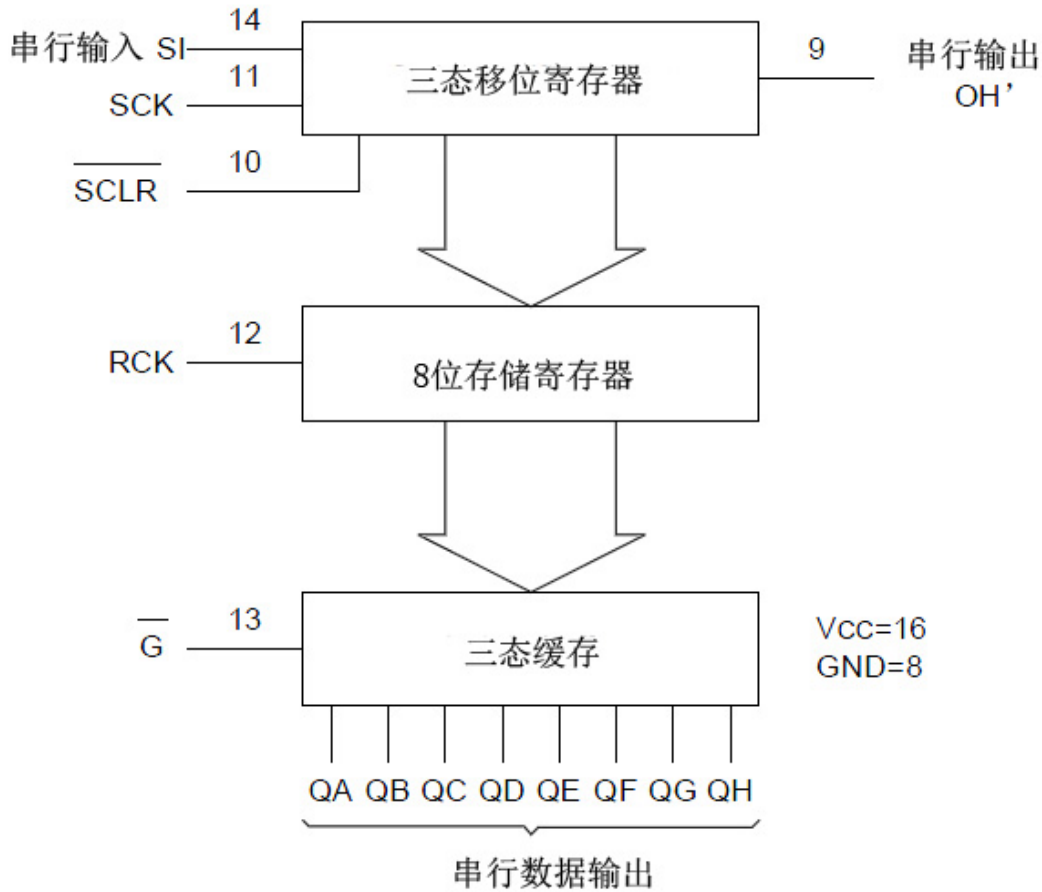 14
串行输入 SI
11
SCK
10
SCLR
三态移位寄存器
9
串行输出
OH’
12
RCK
8位存储寄存器
13
G
三态缓存
Vcc=16
GND=8
QA QB QC QD QE QF QG QH
串行数据输出